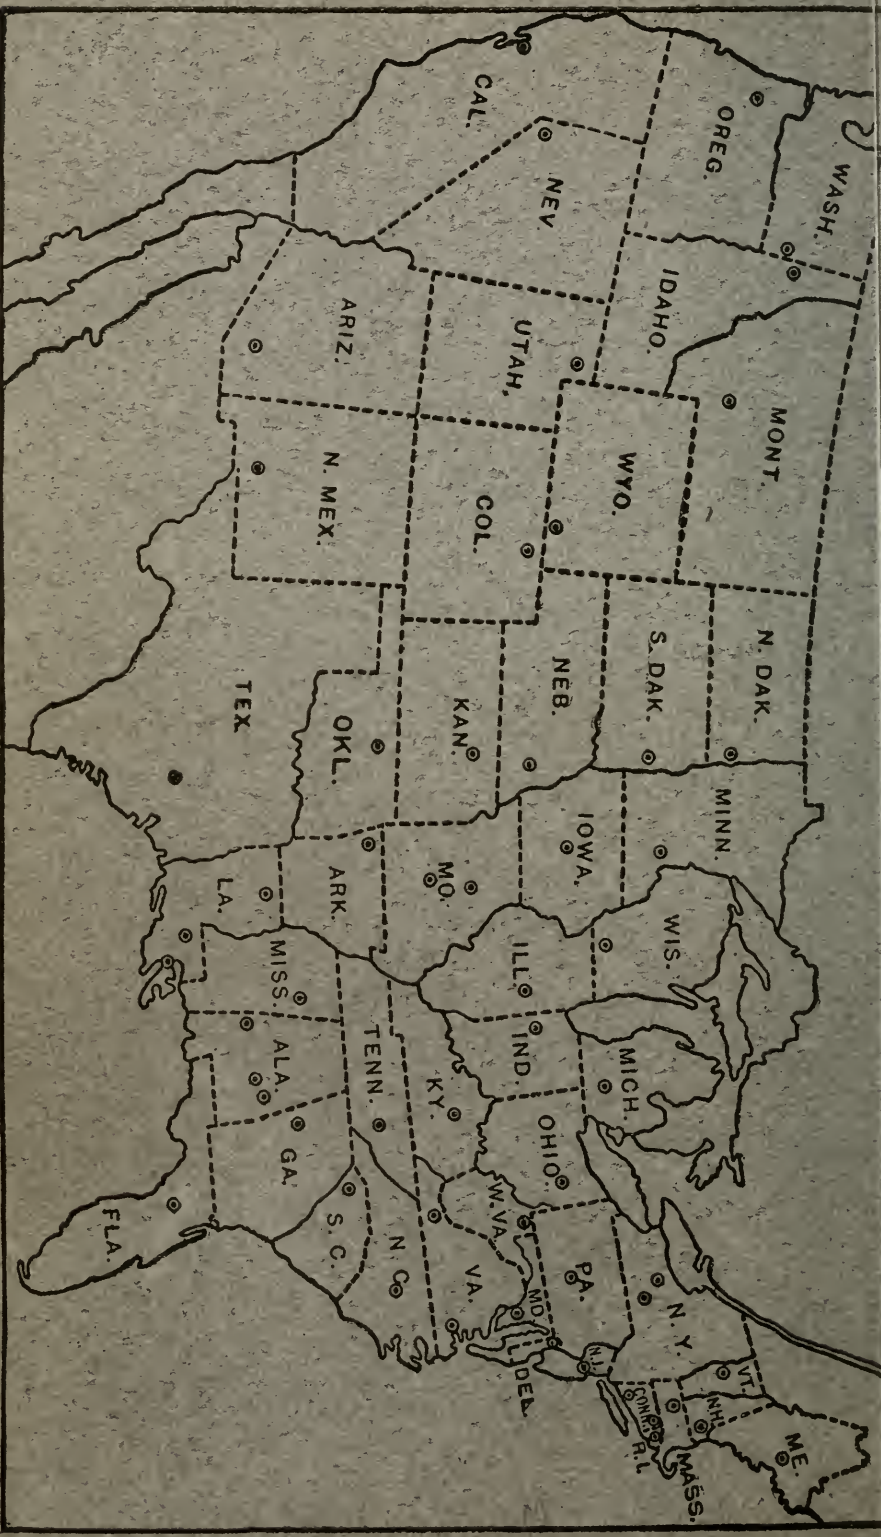 WASH.
OREG.
CAL.
NEV
IDAHO.
MONT.
UTAH,
ARIZ.
WYO.
COL.
N. MEX.
N. DAK.
S. DAK.
NEB.
KAN.
OKL.
TEX.
MINN.
IOWA.
MO.
ARK.
LA.
WIS.
ILL.
MISS.
MICH.
IND.
OHIO.
KY.
TENN.
ALA.
GA.
FLA.
S. C.
N. C.
VA.
W.VA.
PA.
MD.
DEL.
N.J.
N. Y.
CONN.
R.I.
MASS.
VT.
N.H.
ME.